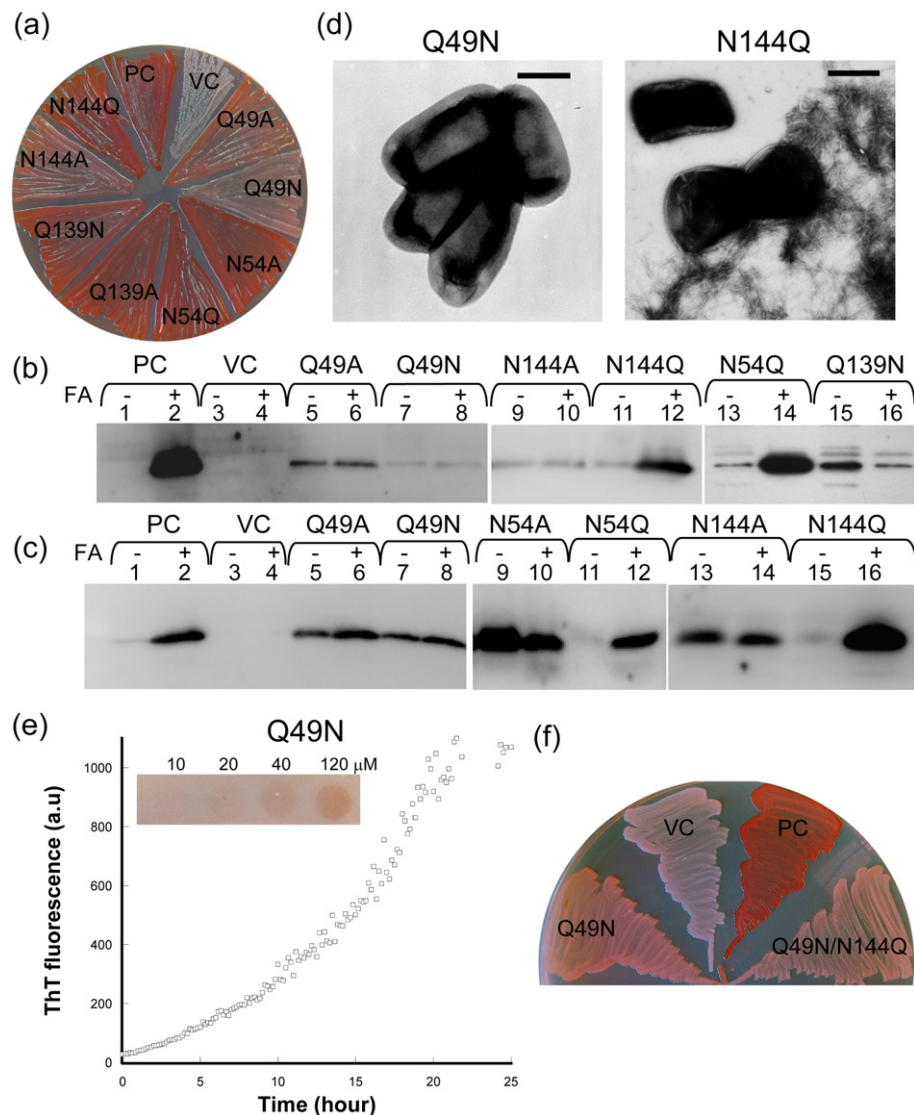 (a)
PC
VC
N144Q
Q49A
N144A
Q49N
Q139N
N54A
Q139A
N54Q
(d)
Q49N
N144Q
(b)
PC VC Q49A Q49N N144A N144Q N54Q Q139N
FA - + - + - + - + - + - + - + - +
1 2 3 4 5 6 7 8 9 10 11 12 13 14 15 16
(c)
PC VC Q49A Q49N N54A N54Q N144A N144Q
FA - + - + - + - + - + - + - + - +
1 2 3 4 5 6 7 8 9 10 11 12 13 14 15 16
(e)
Q49N
10 20 40 120 μM
ThT fluorescence (a.u)
1000
800
600
400
200
0
0 5 10 15 20 25
Time (hour)
(f)
VC
PC
Q49N
Q49N/N144Q